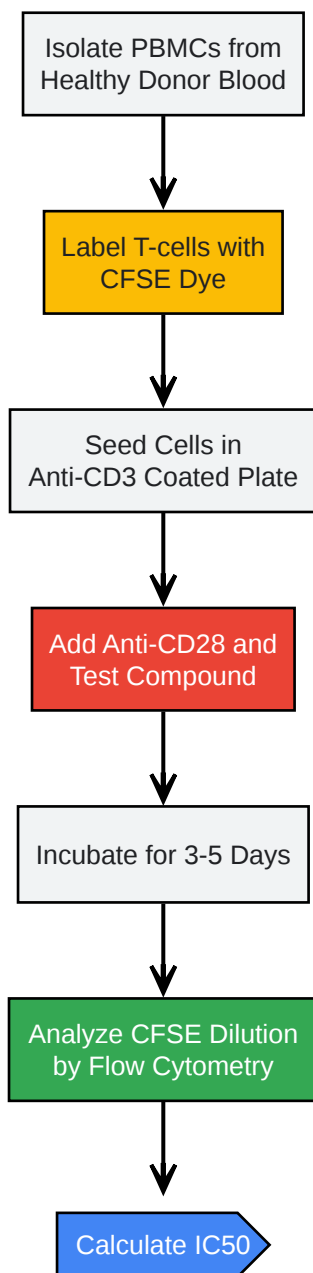 Isolate PBMCs from
Healthy Donor Blood
Label T-cells with
CFSE Dye
Seed Cells in
Anti-CD3 Coated Plate
Add Anti-CD28 and
Test Compound
Incubate for 3-5 Days
Analyze CFSE Dilution
by Flow Cytometry
Calculate IC50